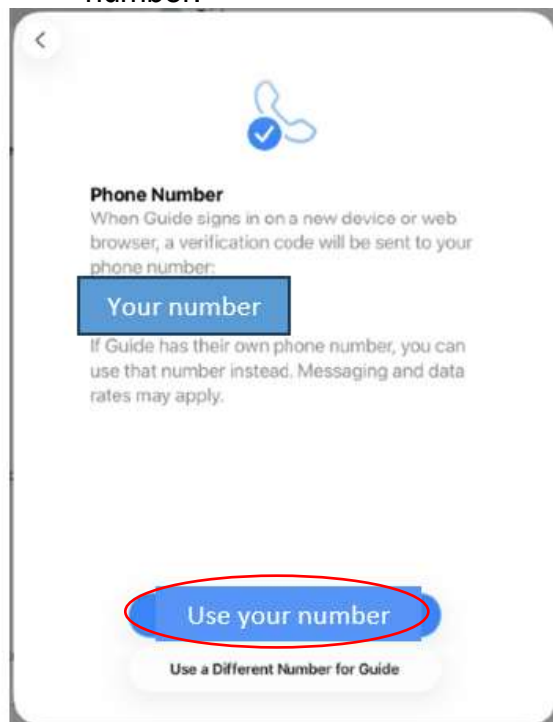 number.
Phone Number
When Guide signs in on a new device or web
browser, a verification code will be sent to your
phone number:
Your number
If Guide has their own phone number, you can
use that number instead. Messaging and data
rates may apply.
Use your number
Use a Different Number for Guide